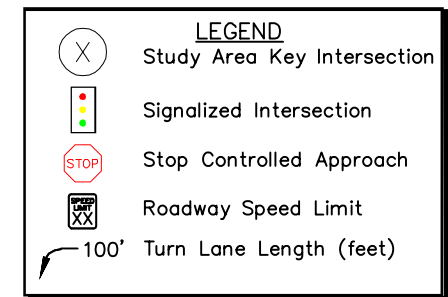 LEGEND
X Study Area Key Intersection
Signalized Intersection
STOP Stop Controlled Approach
SPEED
LIMIT
XX Roadway Speed Limit
100' Turn Lane Length (feet)